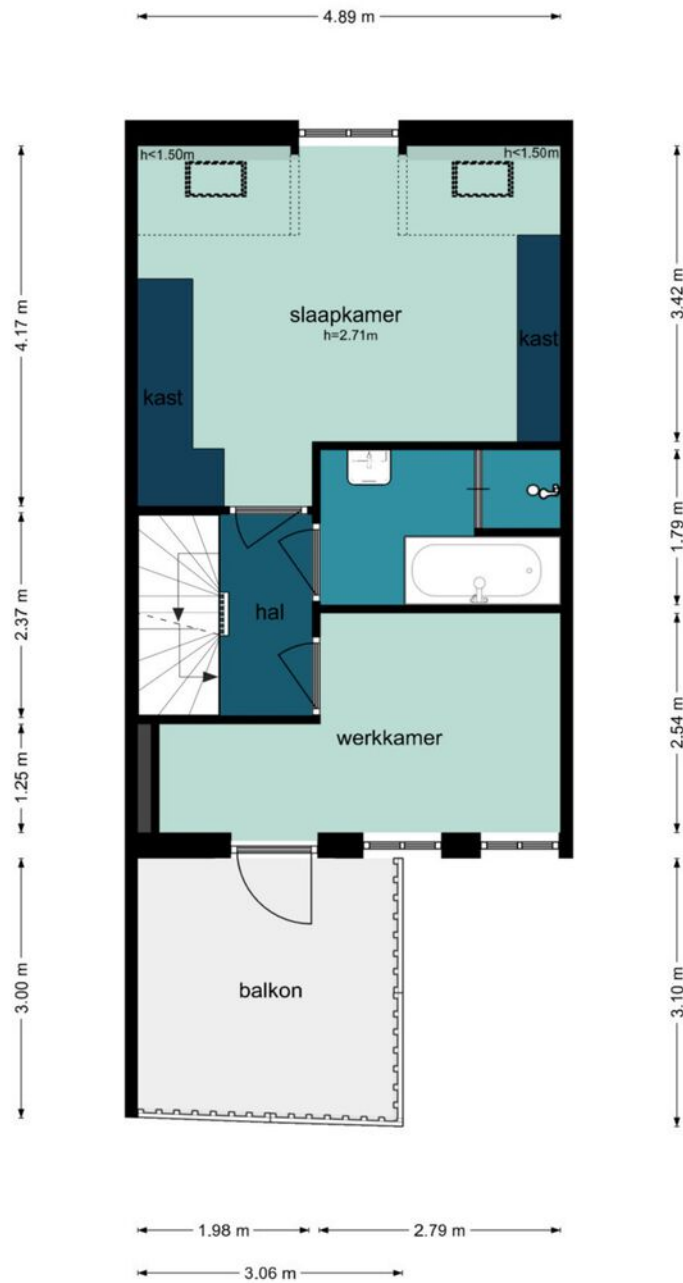 4.89 m
h<1.50m
h<1.50m
4.17 m
3.42 m
slaapkamer
h=2.71m
kast
kast
1.79 m
2.37 m
hal
2.54 m
werkkamer
1.25 m
3.00 m
balkon
3.10 m
1.98 m
2.79 m
3.06 m